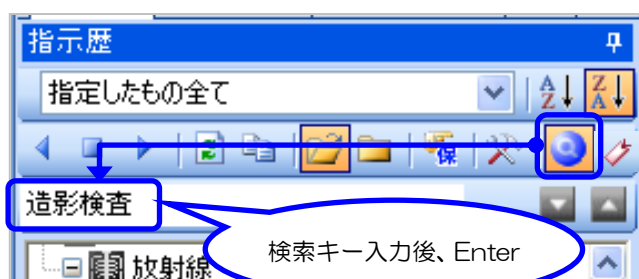 指示歴
指定したもの全て
A
Z
Z
A
保
造影検査
検索キー入力後、Enter
放射線